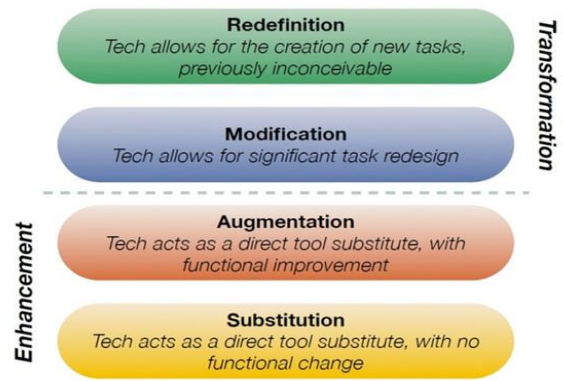 Redefinition
Tech allows for the creation of new tasks,
previously inconceivable
Transformation
Modification
Tech allows for significant task redesign
Augmentation
Tech acts as a direct tool substitute, with
functional improvement
Enhancement
Substitution
Tech acts as a direct tool substitute, with no
functional change